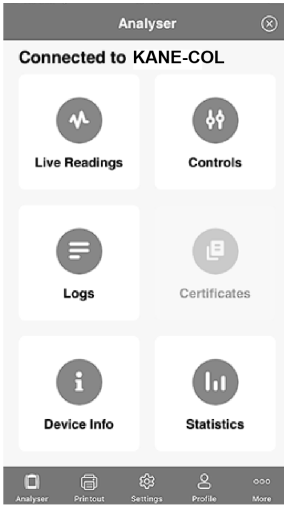 Analyser
Connected to KANE-COL
Live Readings
Controls
Logs
Certificates
Device Info
Statistics
Analyser Printout Settings Profile More